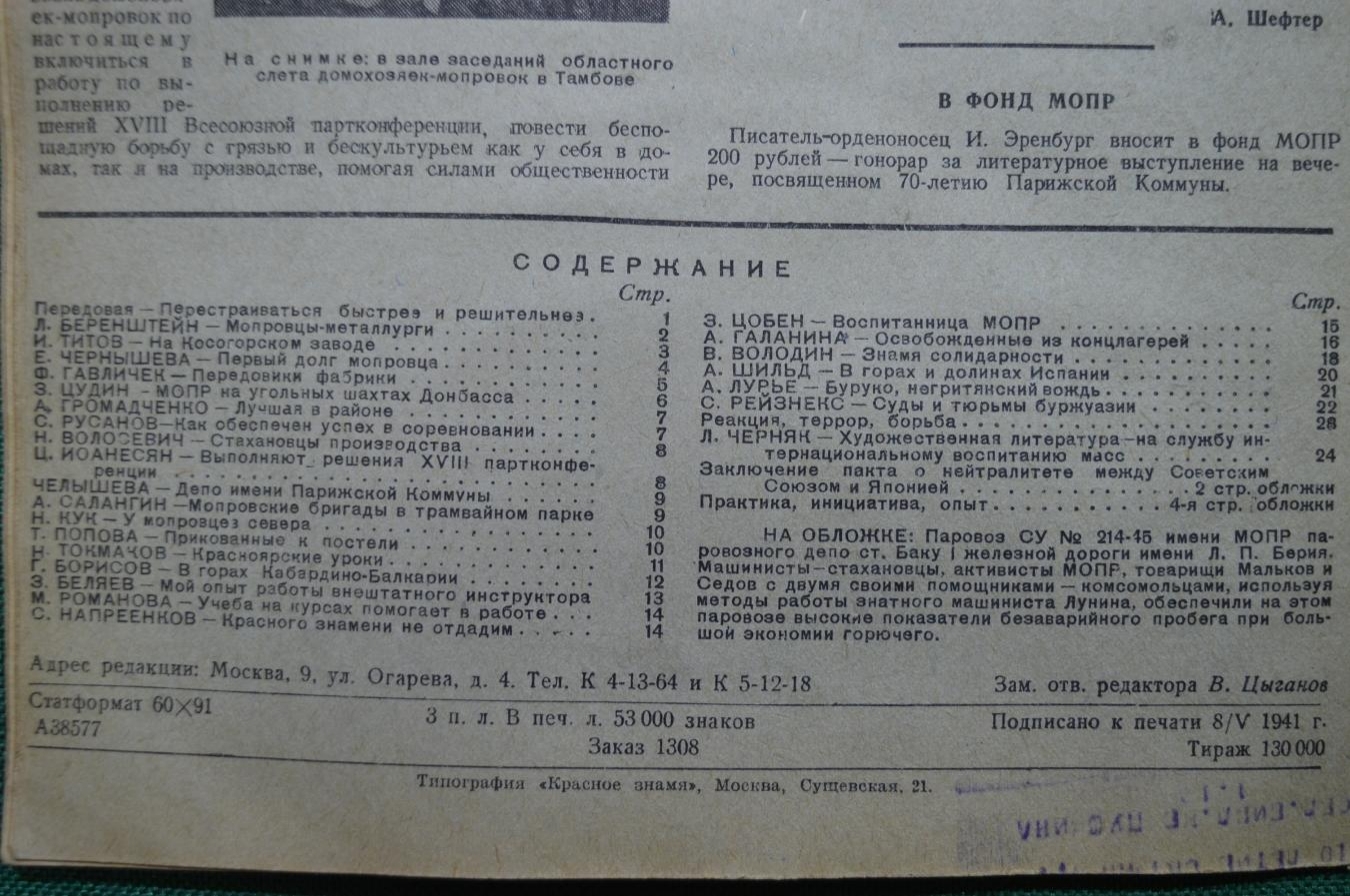 ек-мопровок по
настоящему
включиться в
работу по вы-
полнению ре-
На снимке: в зале заседаний областного
слета домохозяек-мопровок в Тамбове
шений XVIII Всесоюзной партконференции, повести беспо-
щадную борьбу с грязью и бескультурьем как у себя в до-
мах, так и на производстве, помогая силами общественности
А. Шефтер
В ФОНД МОПР
Писатель-орденоносец И. Эренбург вносит в фонд МОПР
200 рублей — гонорар за литературное выступление на вече-
ре, посвященном 70-летию Парижской Коммуны.
СОДЕРЖАНИЕ
Стр.
Передовая — Перестраиваться быстрее и решительнее. 1
Л. БЕРЕНШТЕЙН — Мопровцы-металлурги . . . . . . . . . 2
И. ТИТОВ — На Косогорском заводе . . . . . . . . . . . 3
Е. ЧЕРНЫШЕВА — Первый долг мопровца . . . . . . . . 4
Ф. ГАВЛИЧЕК — Передовики фабрики . . . . . . . . . . 5
З. ЦУДИН — МОПР на угольных шахтах Донбасса . . . . . 6
А. ГРОМАДЧЕНКО — Лучшая в районе . . . . . . . . . . 7
С. РУСАНОВ — Как обеспечен успех в соревновании . . . . 7
Н. ВОЛОСЕВИЧ — Стахановцы производства . . . . . . . 8
Ц. ИОАНЕСЯН — Выполняют решения XVIII партконфе-
ренции . . . . . . . . . . . . . . . . . . . . . . . 8
ЧЕЛЫШЕВА — Депо имени Парижской Коммуны . . . . . . 9
А. САЛАНГИН — Мопровские бригады в трамвайном парке 9
Н. КУК — У мопровцев севера . . . . . . . . . . . . . 10
Т. ПОПОВА — Прикованные к постели . . . . . . . . . . 10
Н. ТОКМАЧОВ — Красноярские уроки . . . . . . . . . . . 11
Г. БОРИСОВ — В горах Кабардино-Балкарии . . . . . . . 12
З. БЕЛЯЕВ — Мой опыт работы внештатного инструктора 13
М. РОМАНОВА — Учеба на курсах помогает в работе . . . 14
С. НАПРЕЕНКОВ — Красного знамени не отдадим . . . . . 14
Стр.
З. ЦОБЕН — Воспитанница МОПР . . . . . . . . . . . . 15
А. ГАЛАНИНА — Освобожденные из концлагерей . . . . . 16
В. ВОЛОДИН — Знамя солидарности . . . . . . . . . . . 18
А. ШИЛЬД — В горах и долинах Испании . . . . . . . . . 20
А. ЛУРЬЕ — Буруко, негритянский вождь . . . . . . . . . 21
С. РЕЙЗНЕКС — Суды и тюрьмы буржуазии . . . . . . . . 22
Реакция, террор, борьба . . . . . . . . . . . . . . . . 23
Л. ЧЕРНЯК — Художественная литература — на службу ин-
тернациональному воспитанию масс . . . . . . . . . 24
Заключение пакта о нейтралитете между Советским
Союзом и Японией . . . . . . . . . . . . 2 стр. обложки
Практика, инициатива, опыт . . . . . . . . 4-я стр. обложки
НА ОБЛОЖКЕ: Паровоз СУ № 214-45 имени МОПР па-
ровозного депо ст. Баку I железной дороги имени Л. П. Берия.
Машинисты-стахановцы, активисты МОПР, товарищи Мальков и
Седов с двумя своими помощниками — комсомольцами, используя
методы работы знатного машиниста Лунина, обеспечили на этом
паровозе высокие показатели безаварийного пробега при боль-
шой экономии горючего.
Адрес редакции: Москва, 9, ул. Огарева, д. 4. Тел. К 4-13-64 и К 5-12-18
Зам. отв. редактора В. Цыганов
Статформат 60×91
А38577
3 п. л. В печ. л. 53 000 знаков
Заказ 1308
Подписано к печати 8/V 1941 г.
Тираж 130 000
Типография «Красное знамя», Москва, Сущевская, 21.